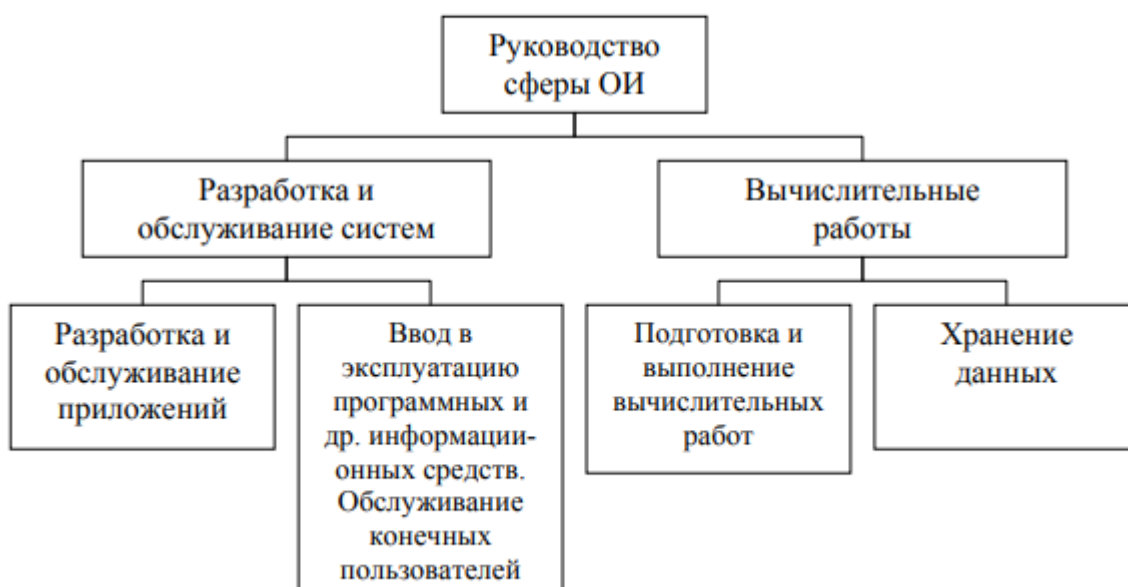 Руководство
сферы ОИ
Разработка и
обслуживание систем
Вычислительные
работы
Разработка и
обслуживание
приложений
Ввод в
эксплуатацию
программных и
др. информаци-
онных средств.
Обслуживание
конечных
пользователей
Подготовка и
выполнение
вычислительных
работ
Хранение
данных